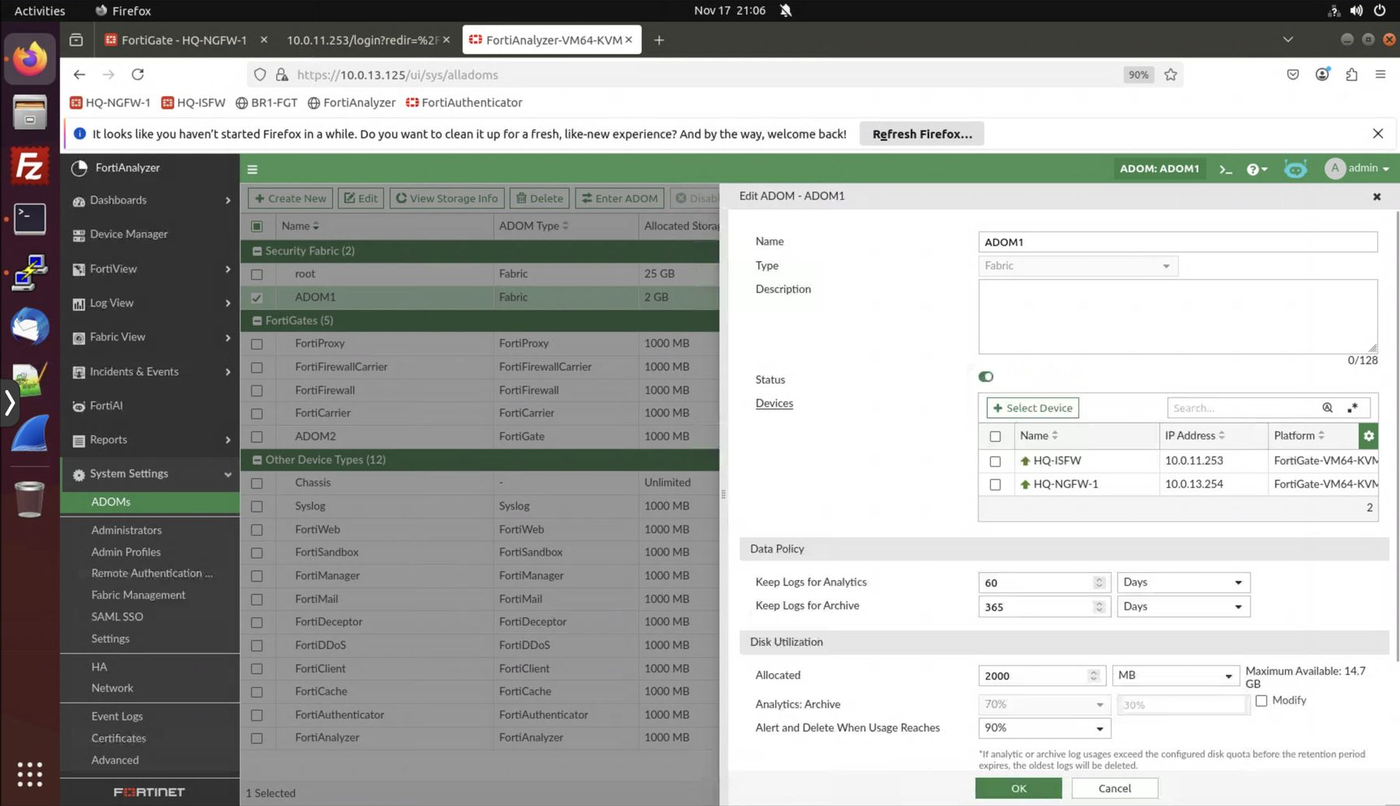 Activities
Firefox
Nov 17 21:06
FortiGate - HQ-NGFW-1
10.0.11.253/login?redir=%2F
FortiAnalyzer-VM64-KVM
https://10.0.13.125/ui/sys/alladoms
90%
HQ-NGFW-1
HQ-ISFW
BR1-FGT
FortiAnalyzer
FortiAuthenticator
It looks like you haven't started Firefox in a while. Do you want to clean it up for a fresh, like-new experience? And by the way, welcome back!
Refresh Firefox...
FortiAnalyzer
ADOM: ADOM1
A
admin
Dashboards
Device Manager
FortiView
Log View
Fabric View
Incidents & Events
FortiAI
Reports
System Settings
ADOMs
Administrators
Admin Profiles
Remote Authentication ...
Fabric Management
SAML SSO
Settings
HA
Network
Event Logs
Certificates
Advanced
FORTINET
+ Create New
Edit
View Storage Info
Delete
Enter ADOM
Disab
Name
ADOM Type
Allocated Storag
Security Fabric (2)
root Fabric 25 GB
ADOM1 Fabric 2 GB
FortiGates (5)
FortiProxy FortiProxy 1000 MB
FortiFirewallCarrier FortiFirewallCarrier 1000 MB
FortiFirewall FortiFirewall 1000 MB
FortiCarrier FortiCarrier 1000 MB
ADOM2 FortiGate 1000 MB
Other Device Types (12)
Chassis - Unlimited
Syslog Syslog 1000 MB
FortiWeb FortiWeb 1000 MB
FortiSandbox FortiSandbox 1000 MB
FortiManager FortiManager 1000 MB
FortiMail FortiMail 1000 MB
FortiDeceptor FortiDeceptor 1000 MB
FortiDDoS FortiDDoS 1000 MB
FortiClient FortiClient 1000 MB
FortiCache FortiCache 1000 MB
FortiAuthenticator FortiAuthenticator 1000 MB
FortiAnalyzer FortiAnalyzer 1000 MB
1 Selected
Edit ADOM - ADOM1
Name ADOM1
Type Fabric
Description
0/128
Status
Devices
+ Select Device
Search...
Name IP Address Platform
HQ-ISFW 10.0.11.253 FortiGate-VM64-KVM
HQ-NGFW-1 10.0.13.254 FortiGate-VM64-KVM
2
Data Policy
Keep Logs for Analytics 60 Days
Keep Logs for Archive 365 Days
Disk Utilization
Allocated 2000 MB Maximum Available: 14.7
GB
Analytics: Archive 70% 30% Modify
Alert and Delete When Usage Reaches 90%
*If analytic or archive log usages exceed the configured disk quota before the retention period
expires, the oldest logs will be deleted.
OK
Cancel